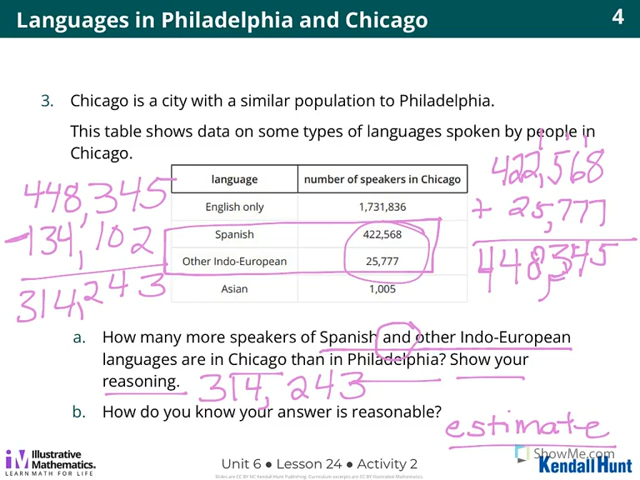 Languages in Philadelphia and Chicago
4
3. Chicago is a city with a similar population to Philadelphia.
This table shows data on some types of languages spoken by people in
Chicago.
language number of speakers in Chicago
English only 1,731,836
Spanish 422,568
Other Indo-European 25,777
Asian 1,005
448,345
-134,102
314,243
422,568
+ 25,777
448,345
a. How many more speakers of Spanish and other Indo-European
languages are in Chicago than in Philadelphia? Show your
reasoning.
314,243
b. How do you know your answer is reasonable?
estimate
Illustrative
Mathematics.
LEARN MATH FOR LIFE
Unit 6 ● Lesson 24 ● Activity 2
ShowMe.com
Kendall Hunt